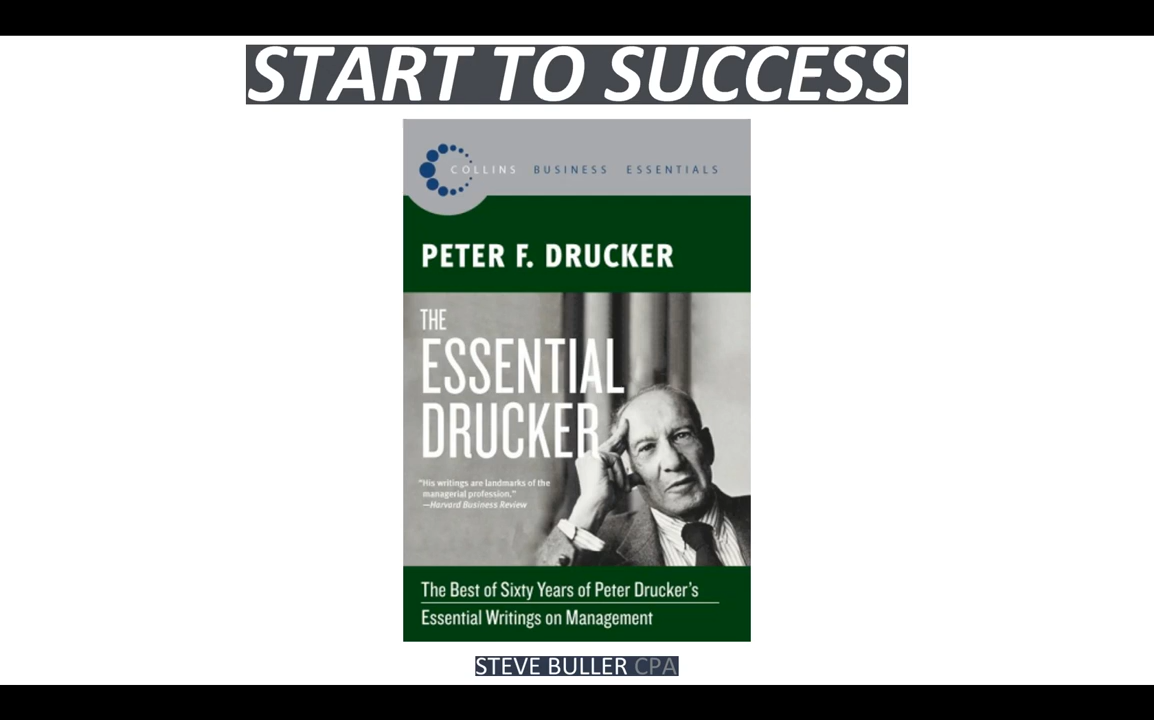 START TO SUCCESS
COLLINS BUSINESS ESSENTIALS
PETER F. DRUCKER
THE
ESSENTIAL
DRUCKER
"His writings are landmarks of the
managerial profession."
—Harvard Business Review
The Best of Sixty Years of Peter Drucker's
Essential Writings on Management
STEVE BULLER CPA